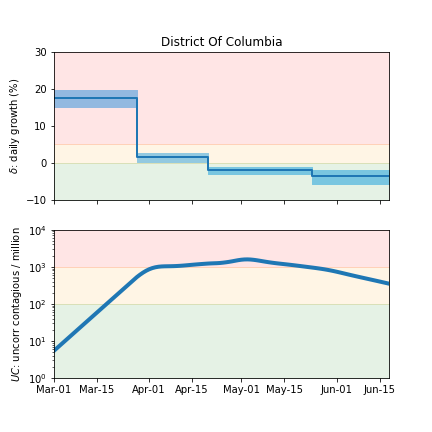 District Of Columbia
30
20
10
0
−10
δ: daily growth (%)
10⁴
10³
10²
10¹
10⁰
UC: uncorr contagious / million
Mar-01 Mar-15 Apr-01 Apr-15 May-01 May-15 Jun-01 Jun-15